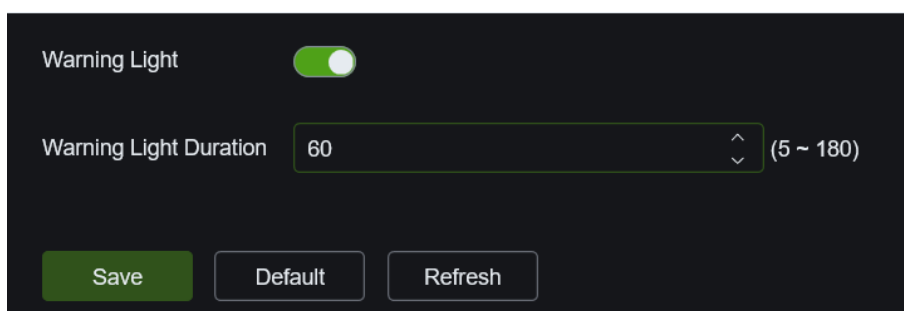 Warning Light
Warning Light Duration 60 (5 ~ 180)
Save Default Refresh